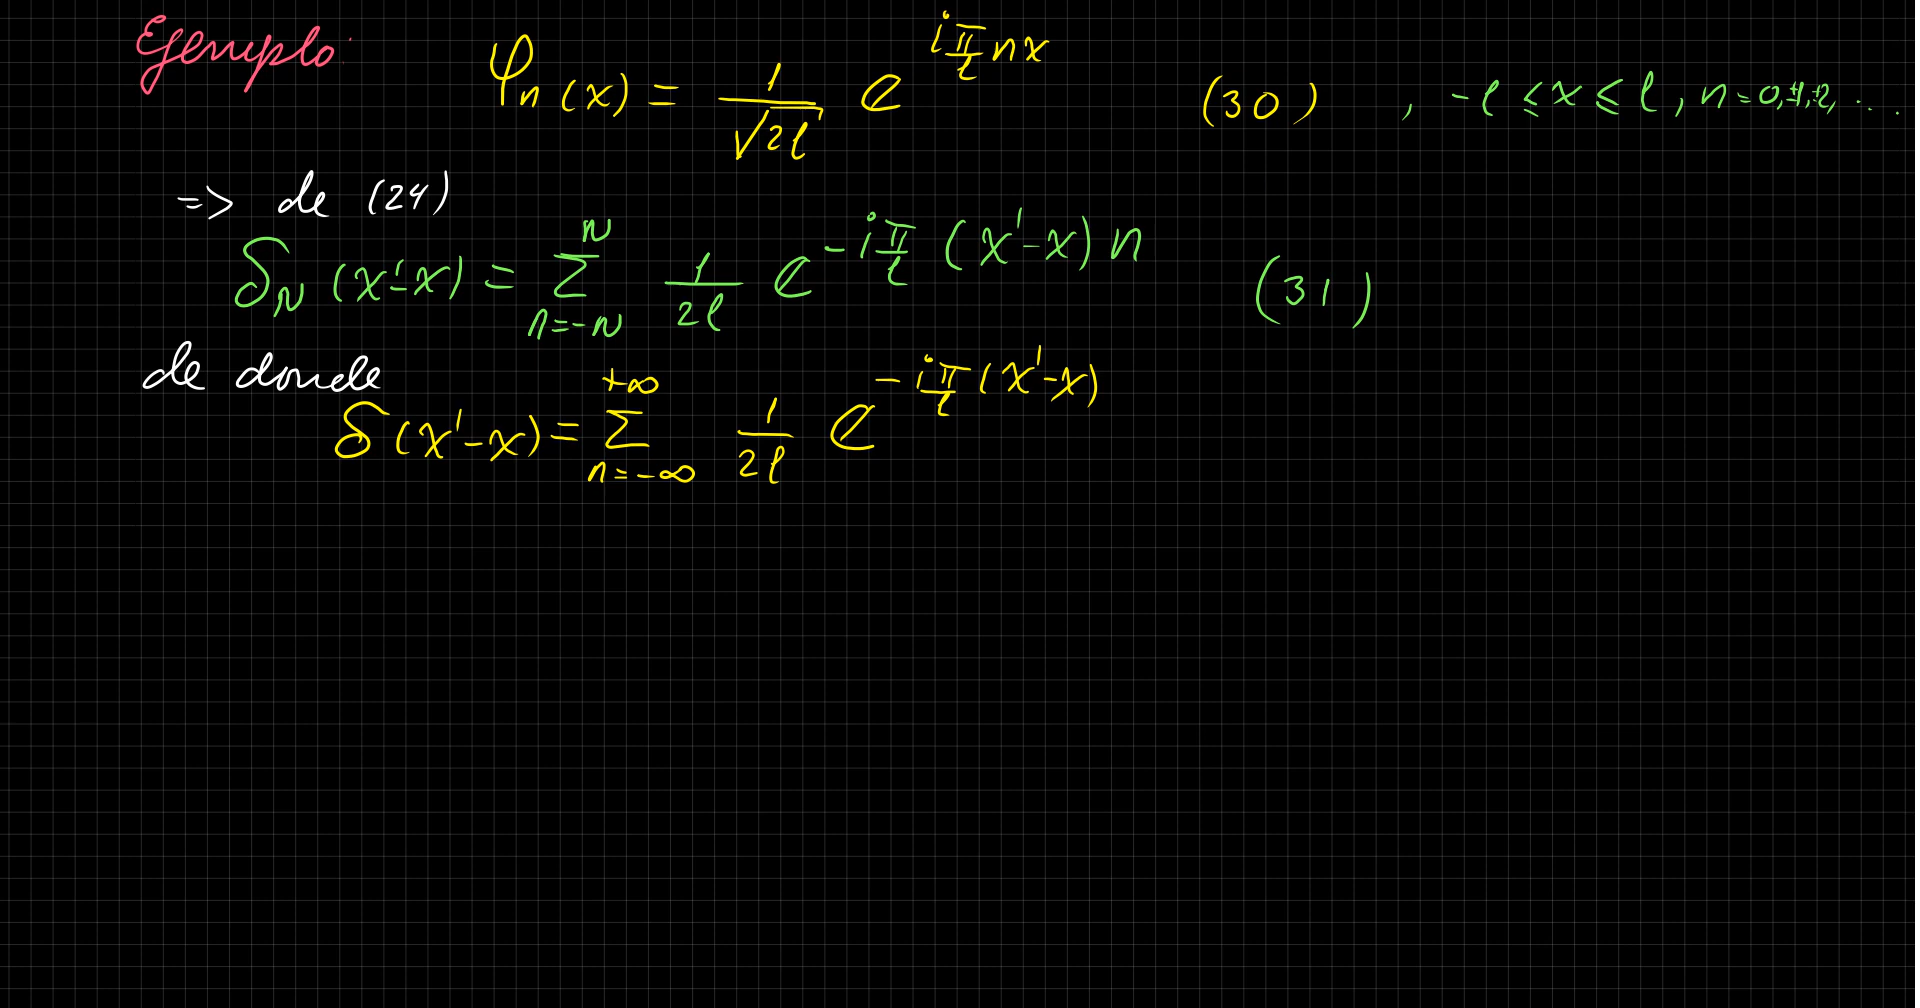 Ejemplo: φₙ(x) = 1/√(2l) e^{i π/l nx} (30) , -l ≤ x ≤ l, n = 0, ±1, ±2, ...
=> de (24)
δ_N (x'-x) = Σ_{n=-N}^{N} 1/(2l) e^{-i π/l (x'-x) n} (31)
de donde
δ(x'-x) = Σ_{n=-∞}^{+∞} 1/(2l) e^{-i π/l (x'-x)}